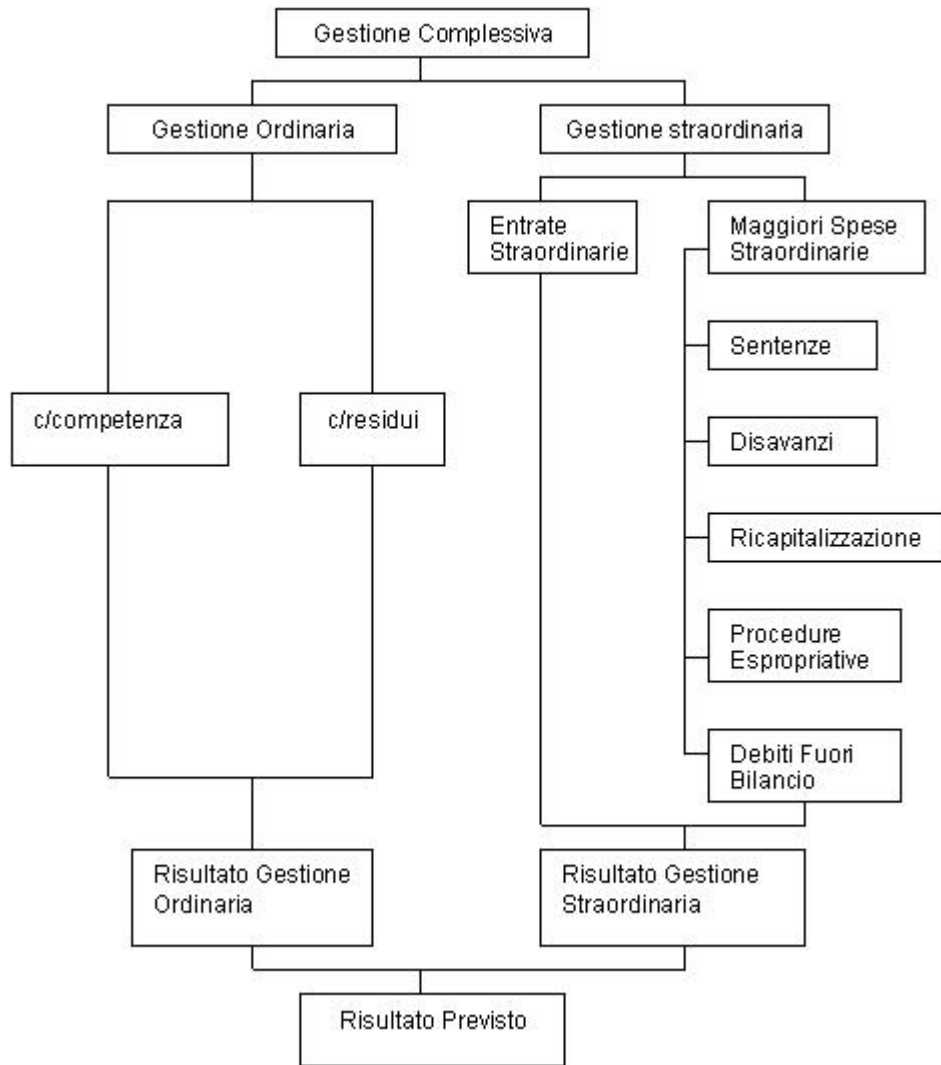 Gestione Complessiva
Gestione Ordinaria
Gestione straordinaria
Entrate
Straordinarie
Maggiori Spese
Straordinarie
Sentenze
c/competenza
c/residui
Disavanzi
Ricapitalizzazione
Procedure
Espropriative
Debiti Fuori
Bilancio
Risultato Gestione
Ordinaria
Risultato Gestione
Straordinaria
Risultato Previsto